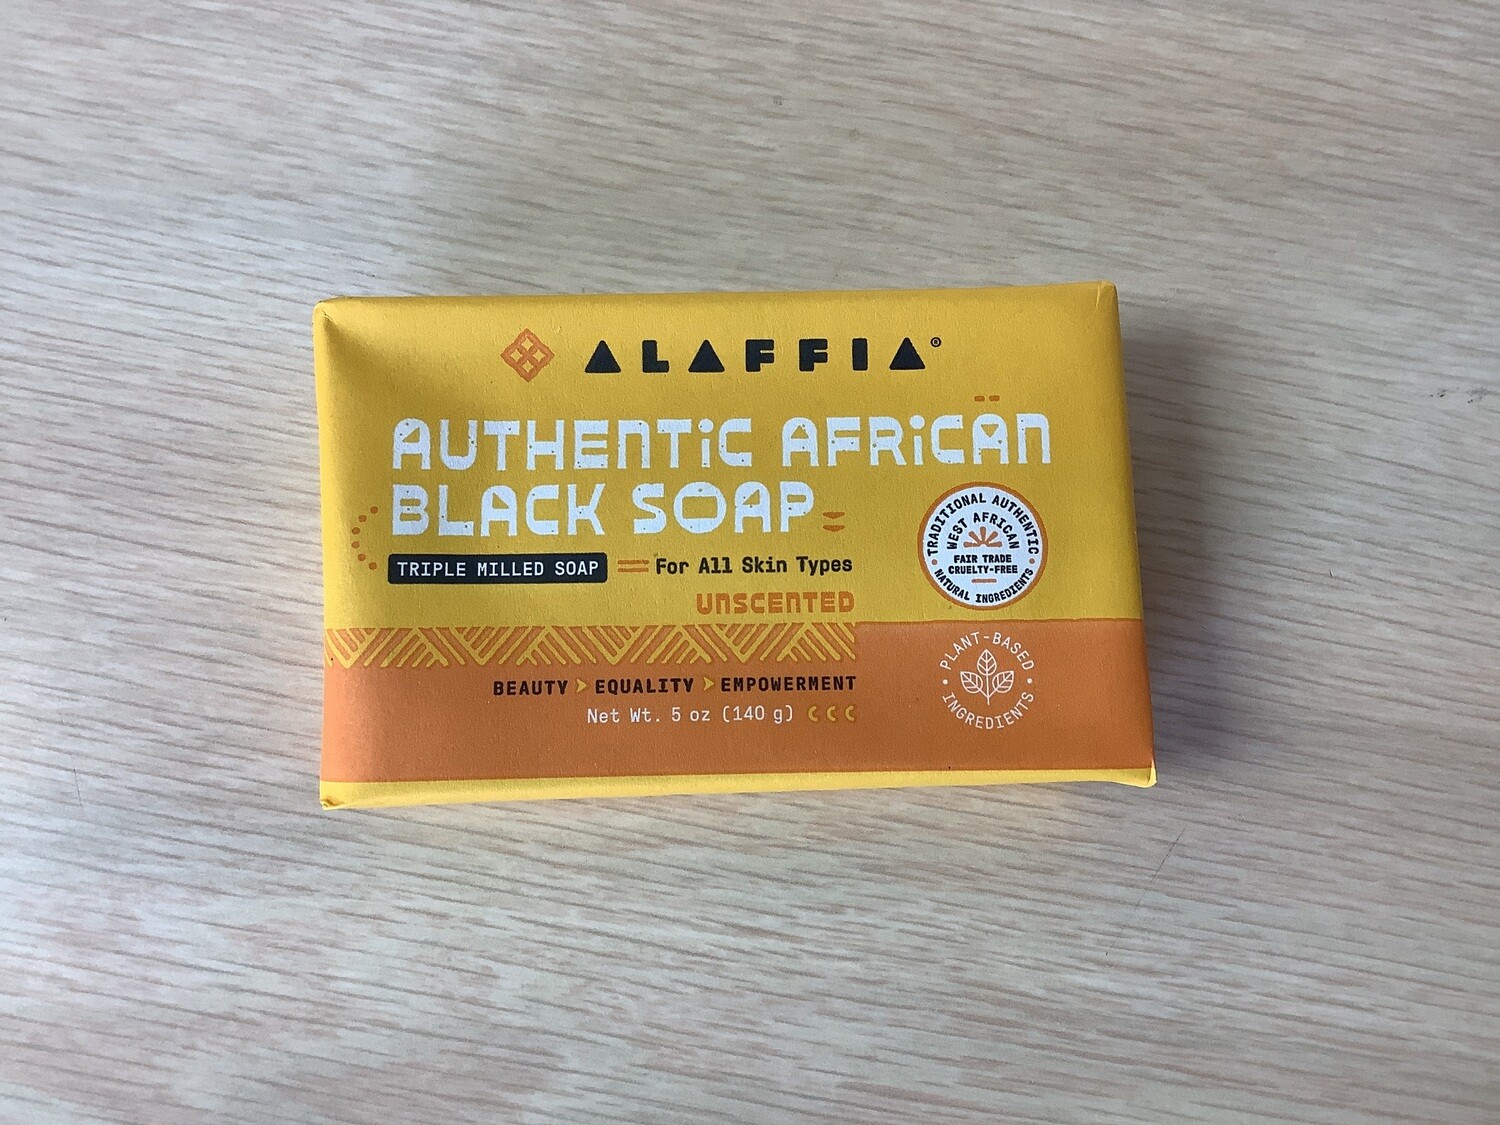 ALAFFIA®
AUTHENTIC AFRICAN
BLACK SOAP
TRIPLE MILLED SOAP
For All Skin Types
UNSCENTED
TRADITIONAL AUTHENTIC
WEST AFRICAN
FAIR TRADE
CRUELTY-FREE
NATURAL INGREDIENTS
BEAUTY > EQUALITY > EMPOWERMENT
Net Wt. 5 oz (140 g)
PLANT-BASED
INGREDIENTS